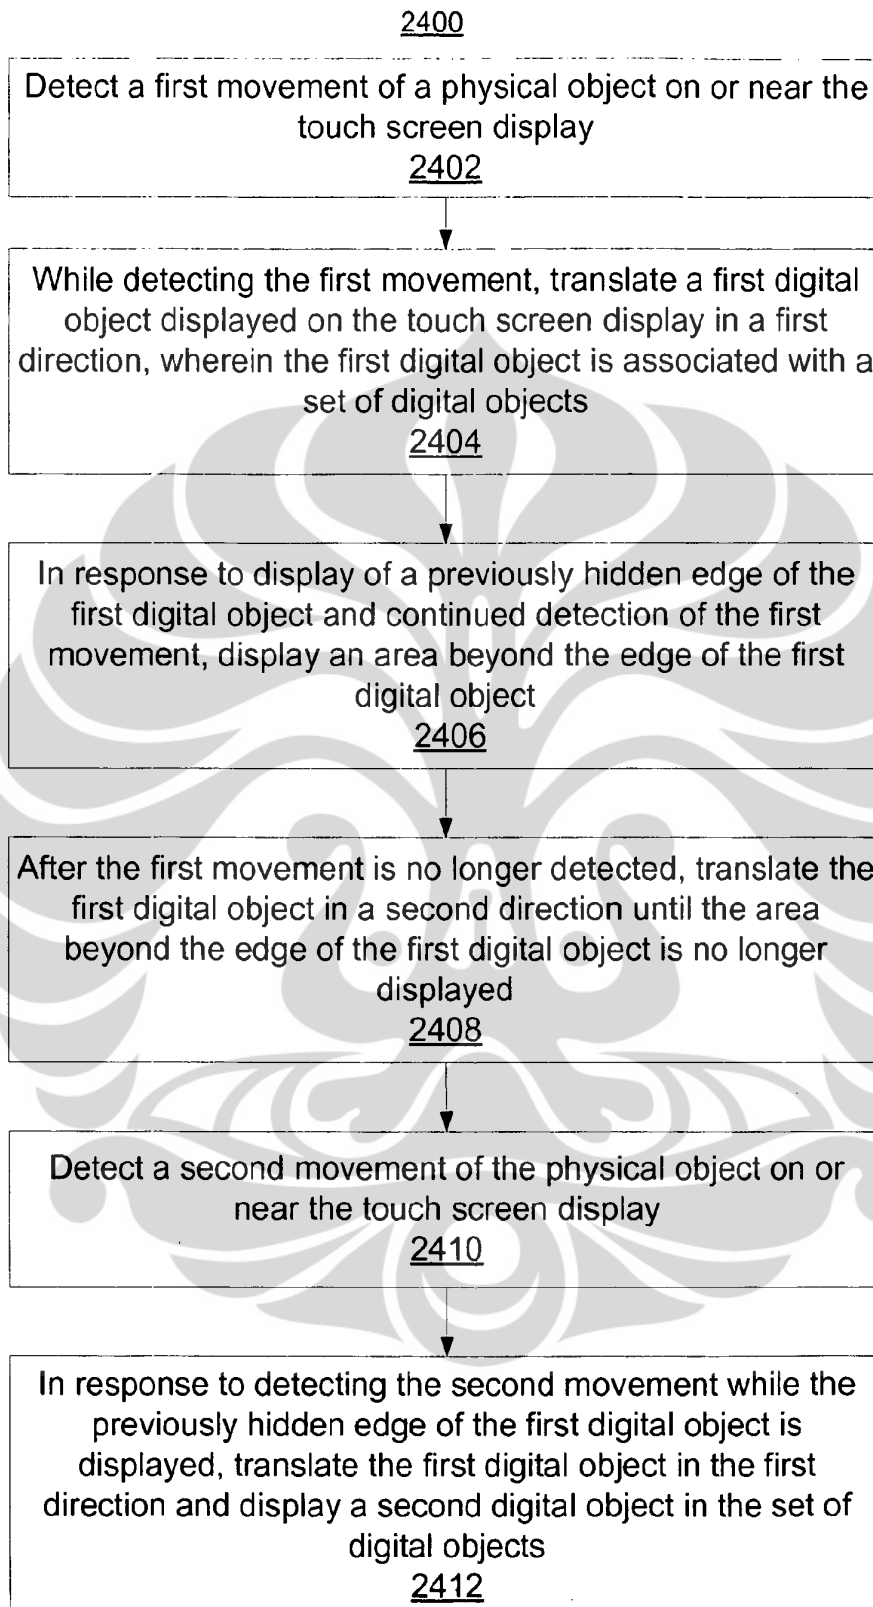 2400
Detect a first movement of a physical object on or near the
touch screen display
2402
While detecting the first movement, translate a first digital
object displayed on the touch screen display in a first
direction, wherein the first digital object is associated with a
set of digital objects
2404
In response to display of a previously hidden edge of the
first digital object and continued detection of the first
movement, display an area beyond the edge of the first
digital object
2406
After the first movement is no longer detected, translate the
first digital object in a second direction until the area
beyond the edge of the first digital object is no longer
displayed
2408
Detect a second movement of the physical object on or
near the touch screen display
2410
In response to detecting the second movement while the
previously hidden edge of the first digital object is
displayed, translate the first digital object in the first
direction and display a second digital object in the set of
digital objects
2412